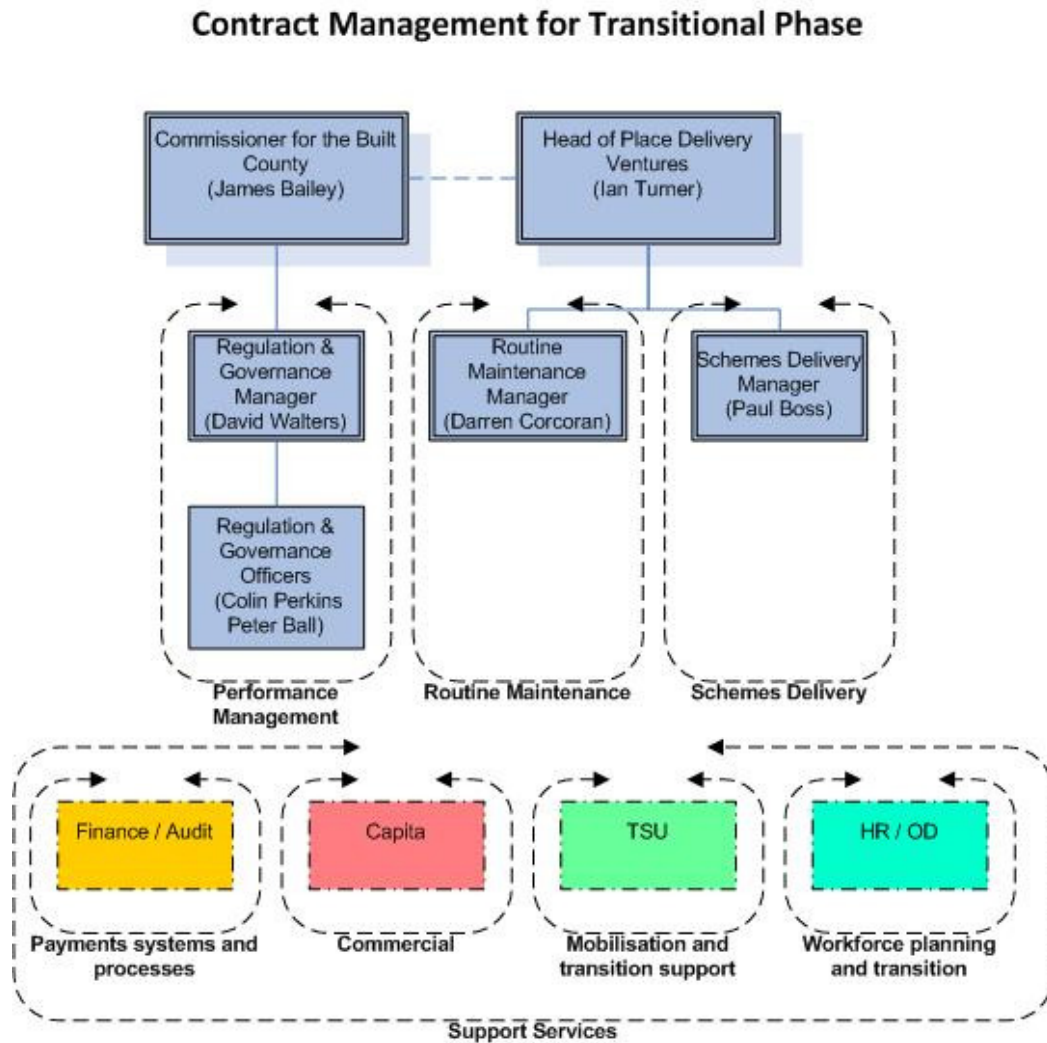 Contract Management for Transitional Phase
Commissioner for the Built
County
(James Bailey)
Head of Place Delivery
Ventures
(Ian Turner)
Regulation &
Governance
Manager
(David Walters)
Routine
Maintenance
Manager
(Darren Corcoran)
Schemes Delivery
Manager
(Paul Boss)
Regulation &
Governance
Officers
(Colin Perkins
Peter Ball)
Performance
Management
Routine Maintenance
Schemes Delivery
Finance / Audit
Capita
TSU
HR / OD
Payments systems and
processes
Commercial
Mobilisation and
transition support
Workforce planning
and transition
Support Services